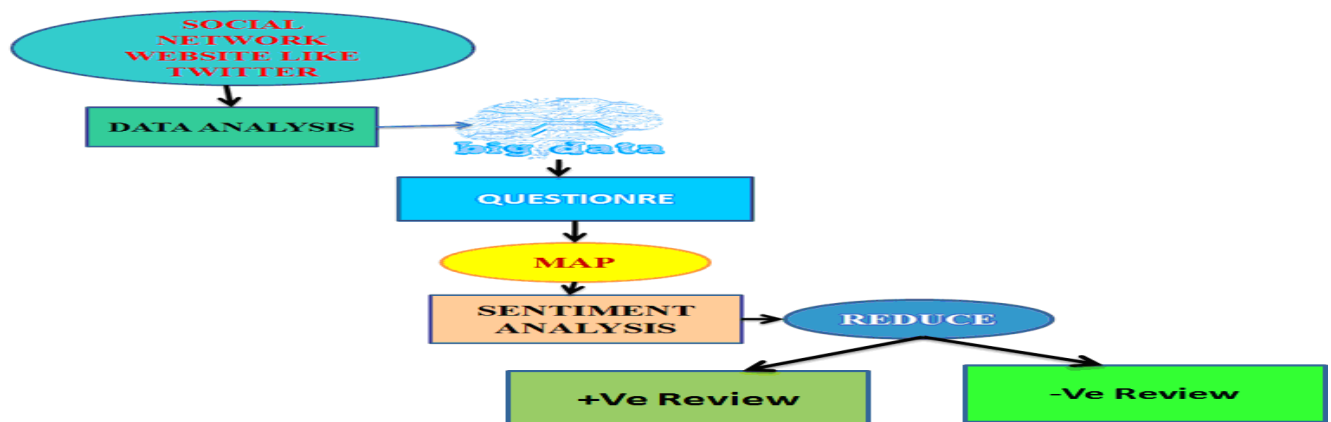 SOCIAL
NETWORK
WEBSITE LIKE
TWITTER
DATA ANALYSIS
big data
QUESTIONRE
MAP
SENTIMENT
ANALYSIS
REDUCE
+Ve Review
-Ve Review